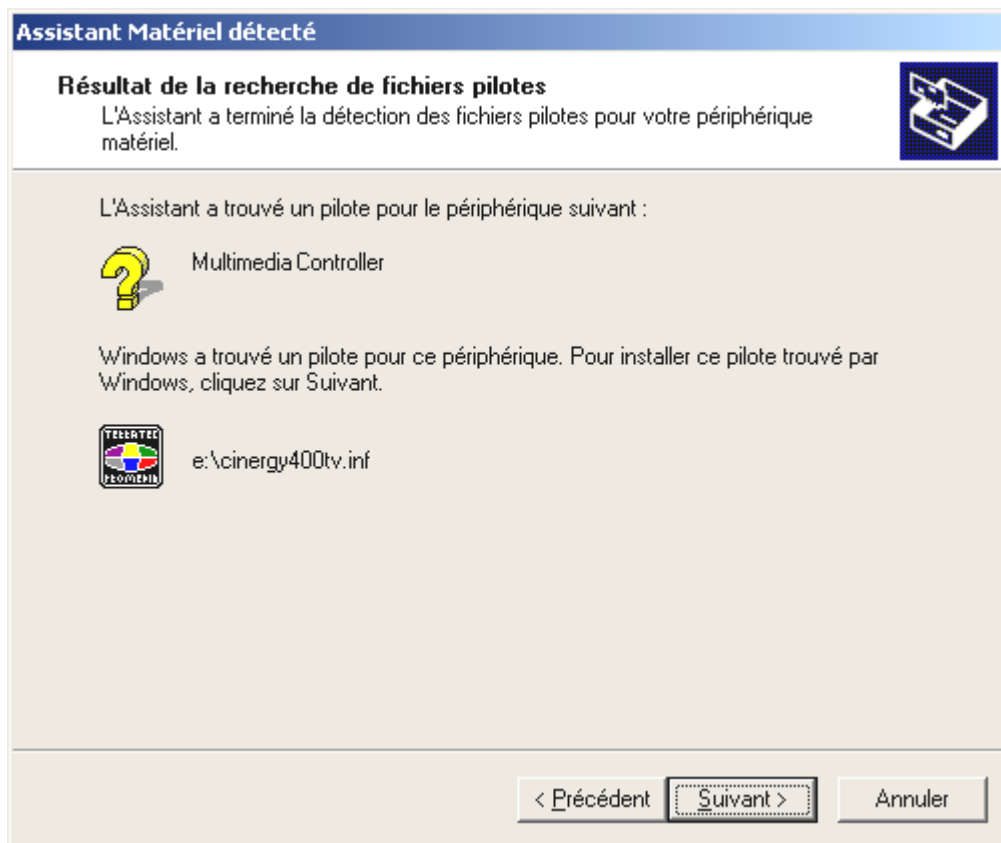 Assistant Matériel détecté
Résultat de la recherche de fichiers pilotes
L'Assistant a terminé la détection des fichiers pilotes pour votre périphérique
matériel.
L'Assistant a trouvé un pilote pour le périphérique suivant :
Multimedia Controller
Windows a trouvé un pilote pour ce périphérique. Pour installer ce pilote trouvé par
Windows, cliquez sur Suivant.
TERRATEC
PROMEDIA
e:\cinergy400tv.inf
< Précédent
Suivant >
Annuler